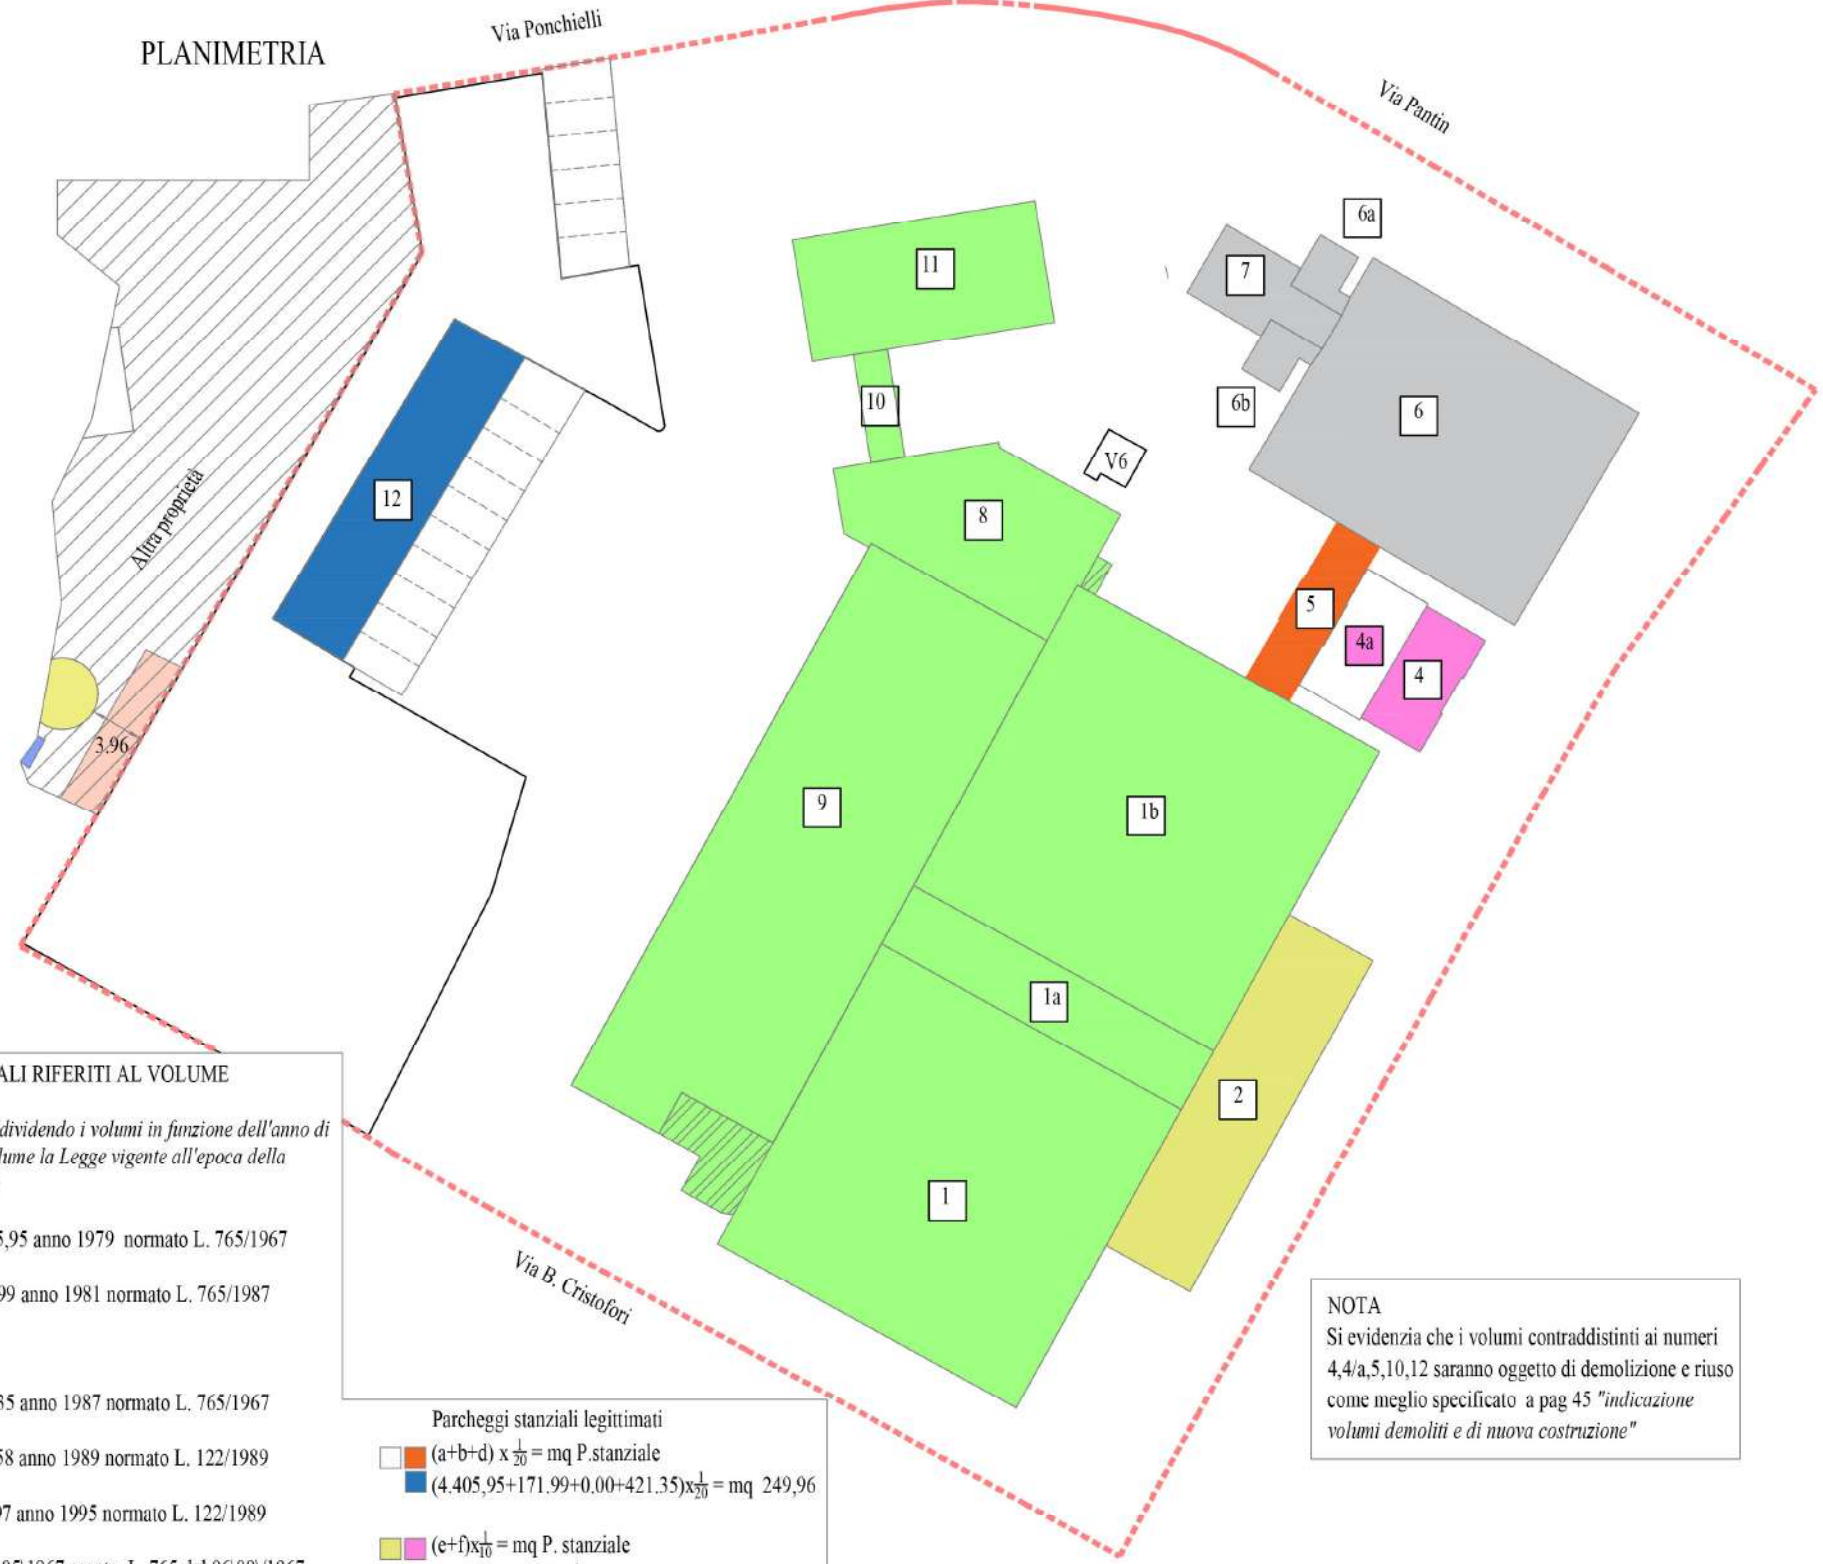 PLANIMETRIA
Via Ponchielli
Via Pantin
6a
7
11
6b
6
10
V6
12
8
Altra proprietà
5
4a
4
3.96
9
1b
1a
2
1
Via B. Cristofori
ALI RIFERITI AL VOLUME
dividendo i volumi in funzione dell'anno di
lume la Legge vigente all'epoca della
5,95 anno 1979 normato L. 765/1967
99 anno 1981 normato L. 765/1987
35 anno 1987 normato L. 765/1967
58 anno 1989 normato L. 122/1989
97 anno 1995 normato L. 122/1989
Parcheggi stanziali legittimati
(a+b+d) x 1/20 = mq P.stanziale
(4.405,95+171.99+0.00+421.35)x1/20 = mq 249,96
(e+f)x1/10 = mq P. stanziale
NOTA
Si evidenzia che i volumi contraddistinti ai numeri
4,4/a,5,10,12 saranno oggetto di demolizione e riuso
come meglio specificato a pag 45 "indicazione
volumi demoliti e di nuova costruzione"